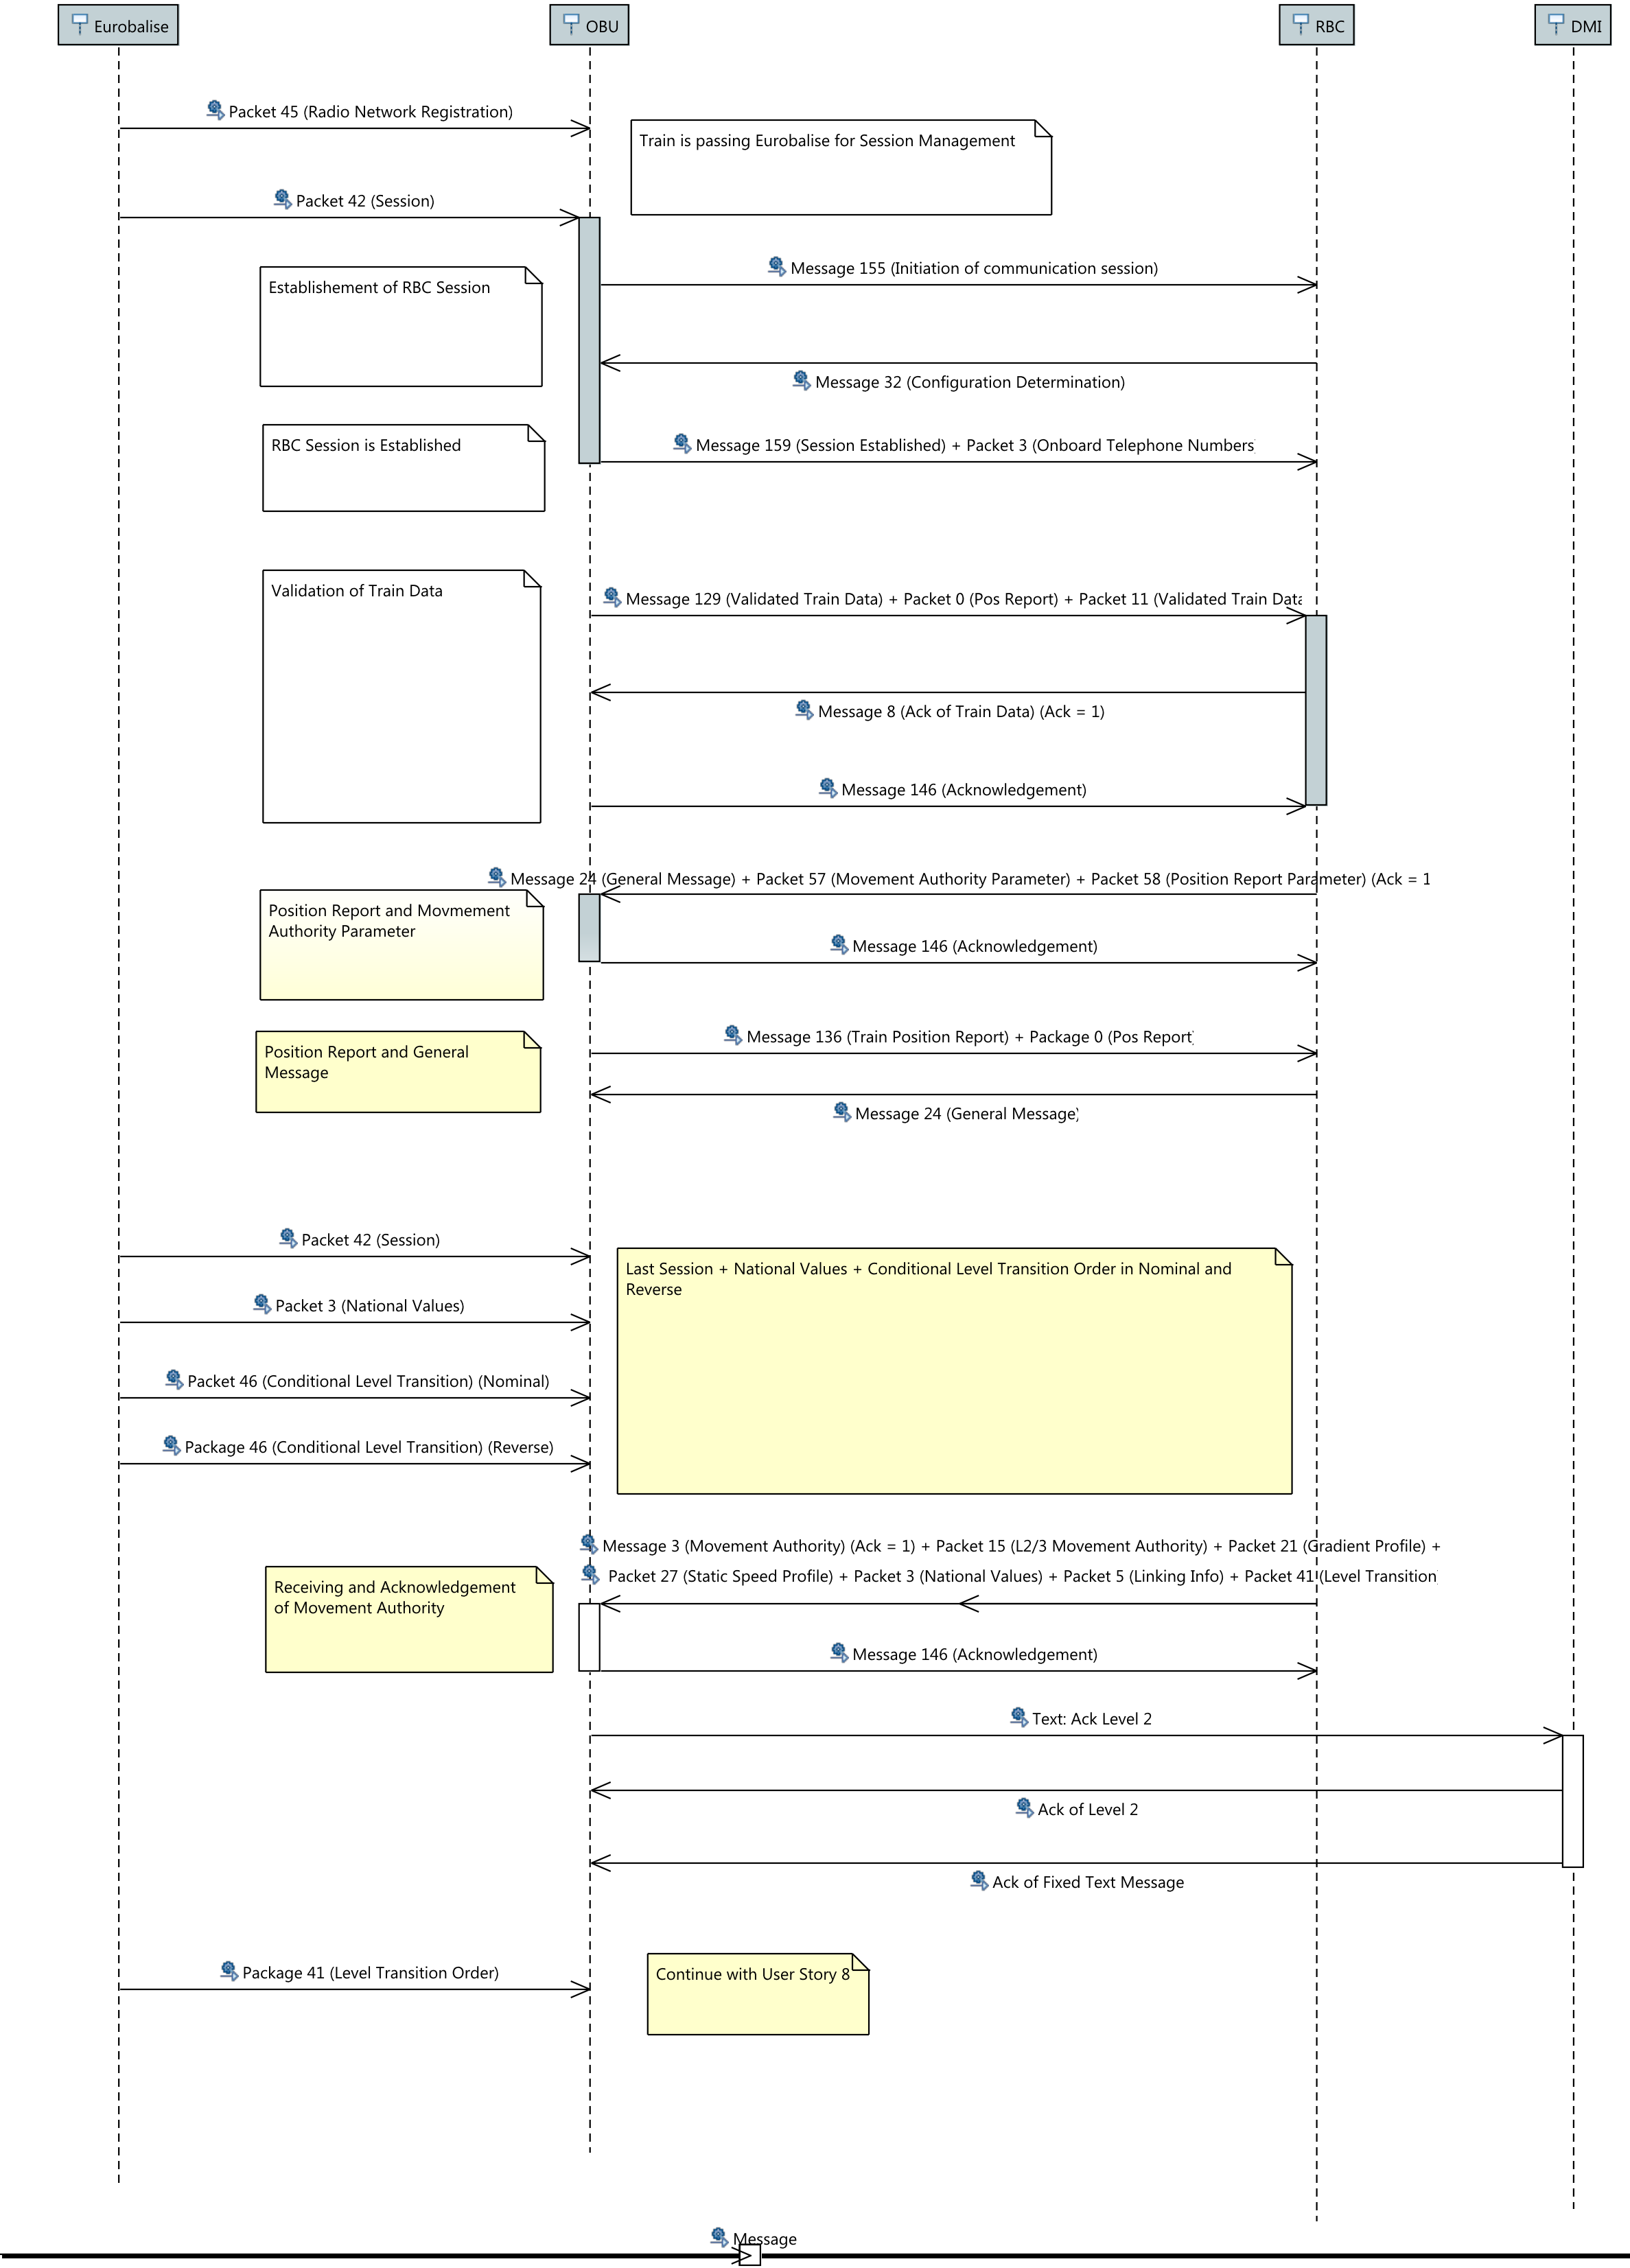 Eurobalise
OBU
RBC
DMI
Packet 45 (Radio Network Registration)
Train is passing Eurobalise for Session Management
Packet 42 (Session)
Message 155 (Initiation of communication session)
Establishement of RBC Session
Message 32 (Configuration Determination)
RBC Session is Established
Message 159 (Session Established) + Packet 3 (Onboard Telephone Numbers
Validation of Train Data
Message 129 (Validated Train Data) + Packet 0 (Pos Report) + Packet 11 (Validated Train Data
Message 8 (Ack of Train Data) (Ack = 1)
Message 146 (Acknowledgement)
Message 24 (General Message) + Packet 57 (Movement Authority Parameter) + Packet 58 (Position Report Parameter) (Ack = 1
Position Report and Movmement
Authority Parameter
Message 146 (Acknowledgement)
Message 136 (Train Position Report) + Package 0 (Pos Report)
Position Report and General
Message
Message 24 (General Message)
Packet 42 (Session)
Last Session + National Values + Conditional Level Transition Order in Nominal and
Reverse
Packet 3 (National Values)
Packet 46 (Conditional Level Transition) (Nominal)
Package 46 (Conditional Level Transition) (Reverse)
Message 3 (Movement Authority) (Ack = 1) + Packet 15 (L2/3 Movement Authority) + Packet 21 (Gradient Profile) +
Packet 27 (Static Speed Profile) + Packet 3 (National Values) + Packet 5 (Linking Info) + Packet 41 (Level Transition
Receiving and Acknowledgement
of Movement Authority
Message 146 (Acknowledgement)
Text: Ack Level 2
Ack of Level 2
Ack of Fixed Text Message
Package 41 (Level Transition Order)
Continue with User Story 8
Message